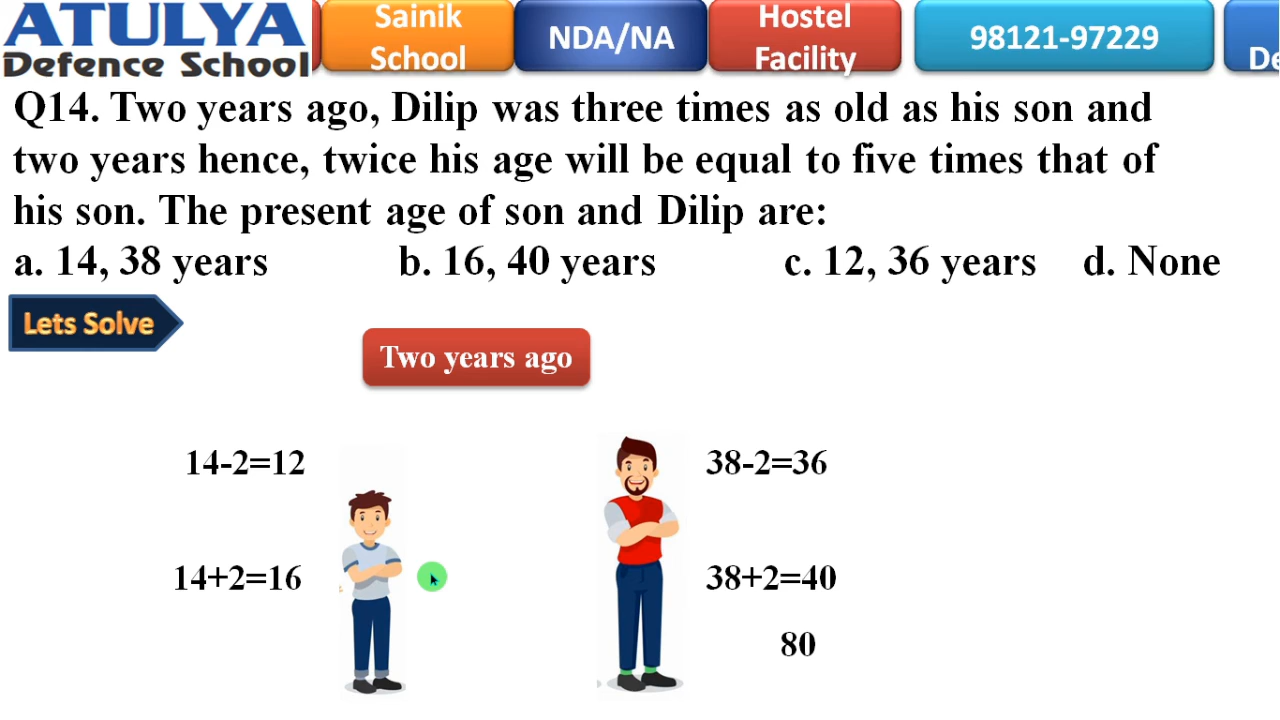 ATULYA
Defence School
Sainik
School
NDA/NA
Hostel
Facility
98121-97229
De
Q14. Two years ago, Dilip was three times as old as his son and
two years hence, twice his age will be equal to five times that of
his son. The present age of son and Dilip are:
a. 14, 38 years b. 16, 40 years c. 12, 36 years d. None
Lets Solve
Two years ago
14-2=12 38-2=36
14+2=16 38+2=40
80